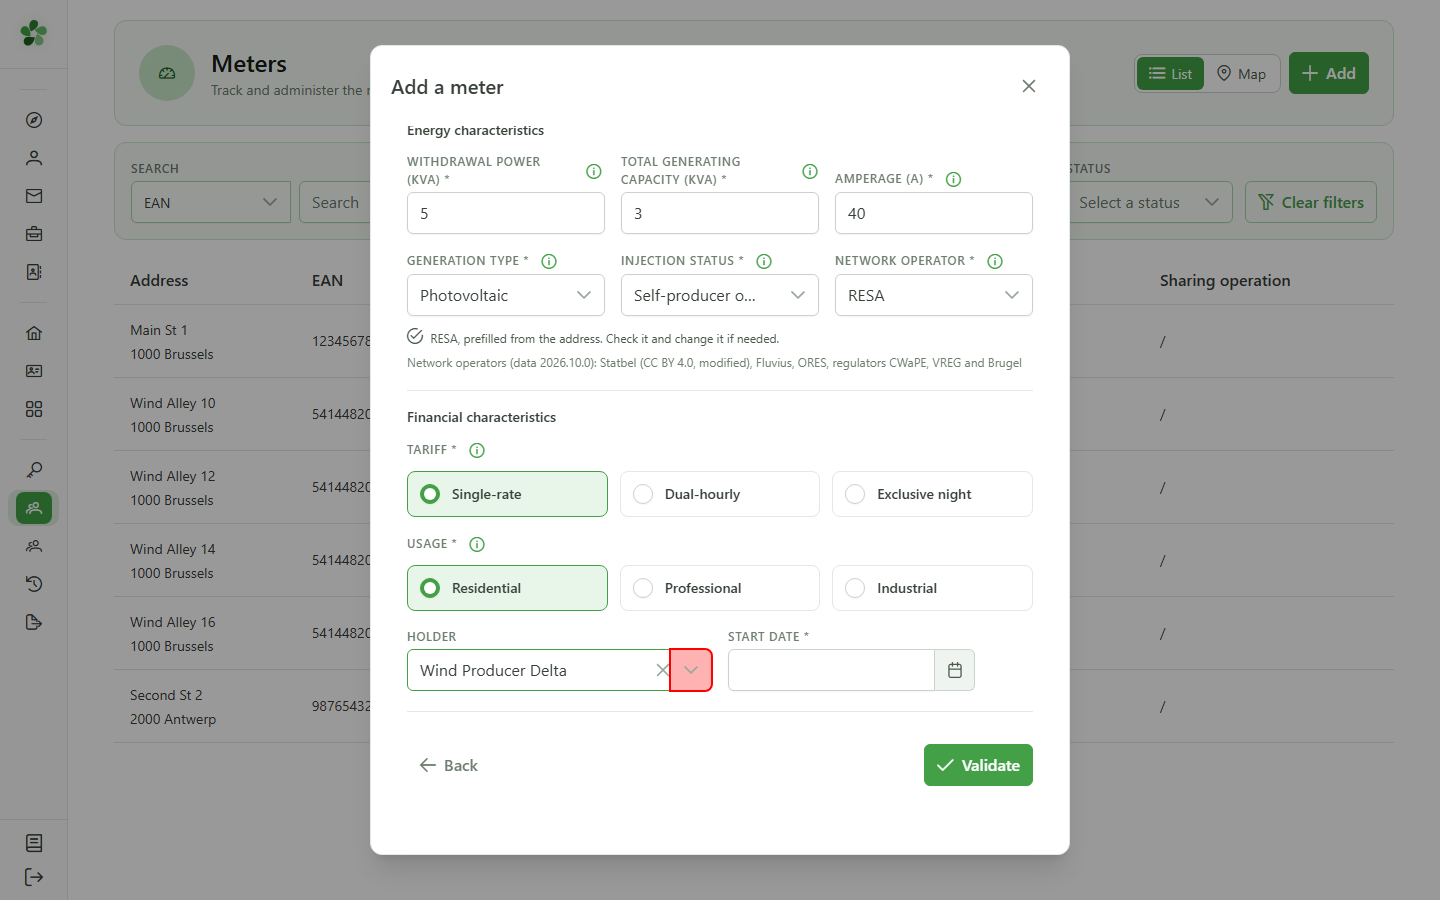 Meters
Track and administer the
List
Map
Add
SEARCH
EAN
Search
STATUS
Select a status
Clear filters
Address
EAN
Sharing operation
Main St 1
1000 Brussels
12345678
/
Wind Alley 10
1000 Brussels
54144820
/
Wind Alley 12
1000 Brussels
54144820
/
Wind Alley 14
1000 Brussels
54144820
/
Wind Alley 16
1000 Brussels
54144820
/
Second St 2
2000 Antwerp
98765432
/
Add a meter
Energy characteristics
WITHDRAWAL POWER
(KVA) *
TOTAL GENERATING
CAPACITY (KVA) *
AMPERAGE (A) *
5
3
40
GENERATION TYPE *
INJECTION STATUS *
NETWORK OPERATOR *
Photovoltaic
Self-producer o...
RESA
RESA, prefilled from the address. Check it and change it if needed.
Network operators (data 2026.10.0): Statbel (CC BY 4.0, modified), Fluvius, ORES, regulators CWaPE, VREG and Brugel
Financial characteristics
TARIFF *
Single-rate
Dual-hourly
Exclusive night
USAGE *
Residential
Professional
Industrial
HOLDER
START DATE *
Wind Producer Delta
Back
Validate